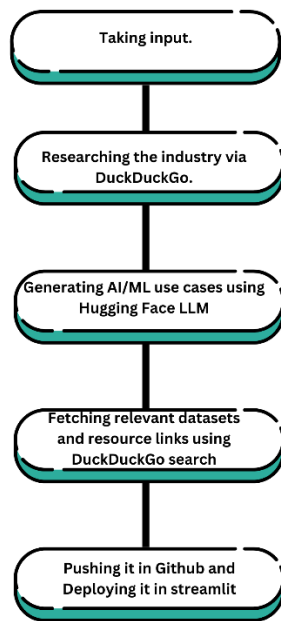 Taking input.
Researching the industry via
DuckDuckGo.
Generating AI/ML use cases using
Hugging Face LLM
Fetching relevant datasets
and resource links using
DuckDuckGo search
Pushing it in Github and
Deploying it in streamlit